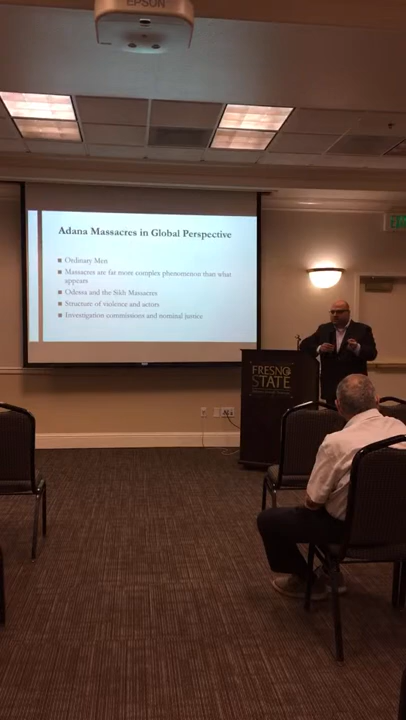 EPSON
Adana Massacres in Global Perspective
Ordinary Men
Massacres are far more complex phenomenon than what
appears
Odessa and the Sikh Massacres
Structure of violence and actors
Investigation commissions and nominal justice
FRESNO
STATE